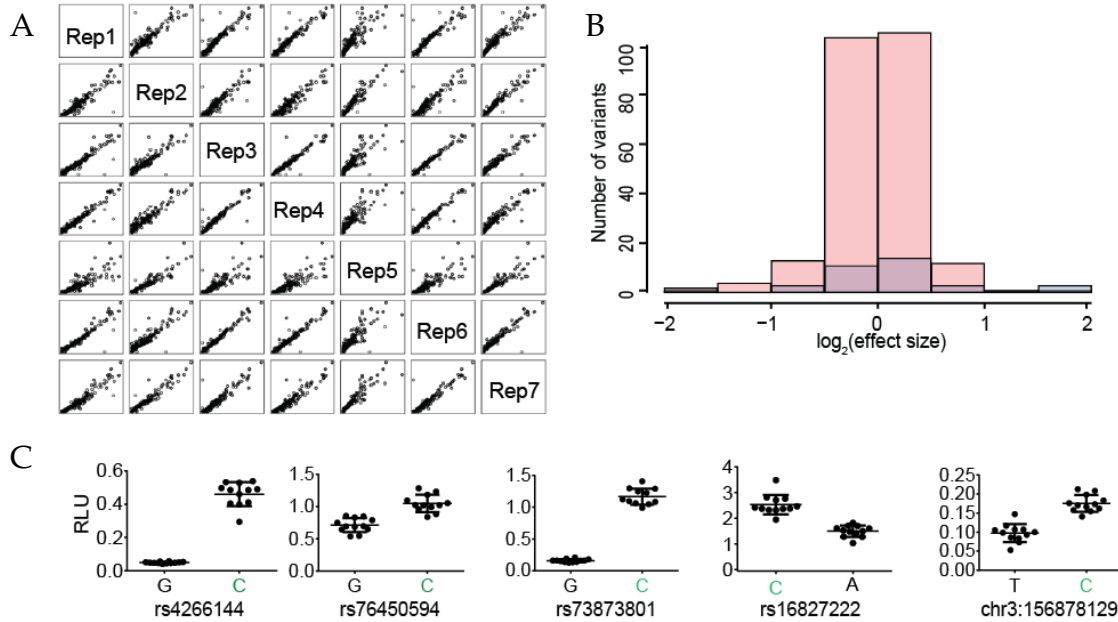 A
Rep1
Rep2
Rep3
Rep4
Rep5
Rep6
Rep7
B
Number of variants
100
80
60
40
20
0
−2 −1 0 1 2
log2(effect size)
C
RLU
0.6
0.4
0.2
0.0
G C
rs4266144
1.5
1.0
0.5
0.0
G C
rs76450594
1.5
1.0
0.5
0.0
G C
rs73873801
4
3
2
1
0
C A
rs16827222
0.25
0.20
0.15
0.10
0.05
0.00
T C
chr3:156878129